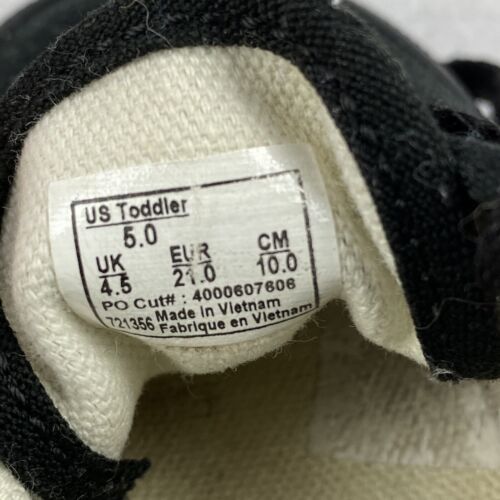 US Toddler
5.0
UK EUR CM
4.5 21.0 10.0
PO Cut# : 4000607606
721356 Made in Vietnam
Fabrique en Vietnam